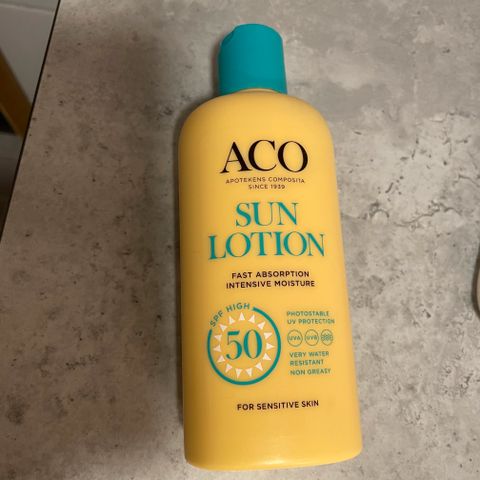 ACO
APOTEKENS COMPOSITA
SINCE 1939
SUN
LOTION
FAST ABSORPTION
INTENSIVE MOISTURE
SPF HIGH
50
PHOTOSTABLE
UV PROTECTION
UVA UVB
VERY WATER
RESISTANT
NON GREASY
FOR SENSITIVE SKIN